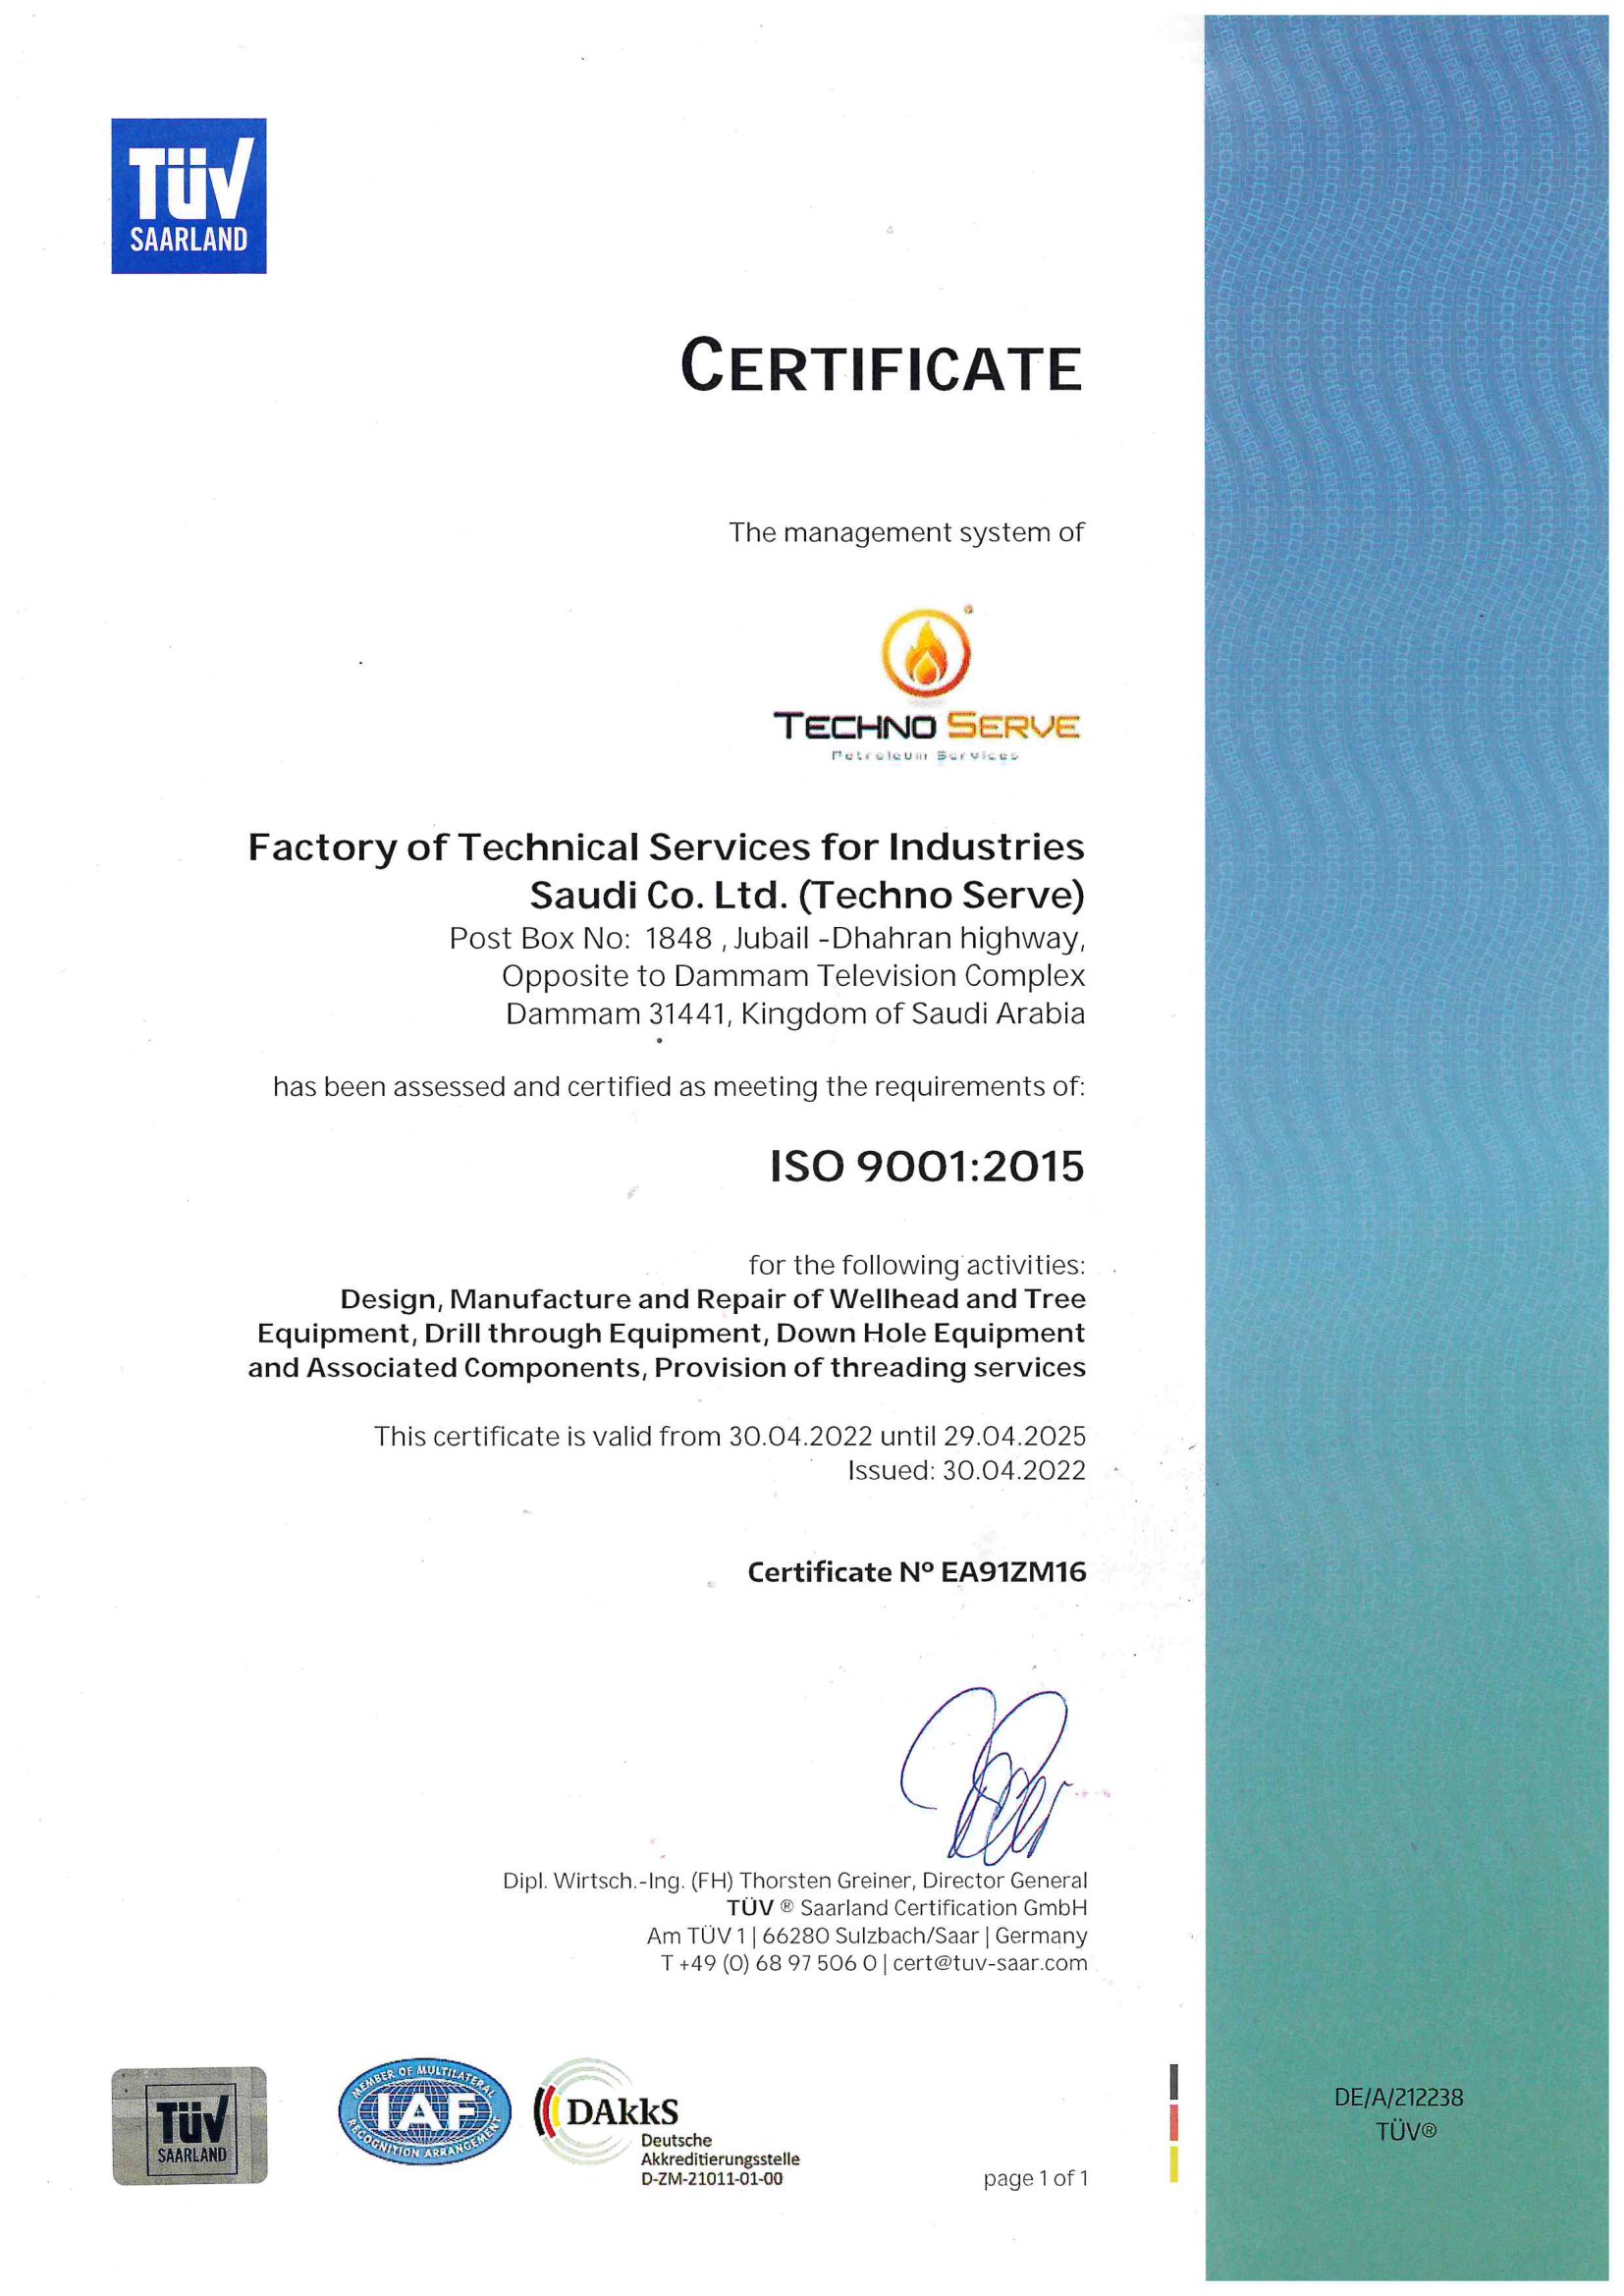 TÜV
SAARLAND
CERTIFICATE
The management system of
TECHNO SERVE
Petroleum Services
Factory of Technical Services for Industries
Saudi Co. Ltd. (Techno Serve)
Post Box No: 1848 , Jubail -Dhahran highway,
Opposite to Dammam Television Complex
Dammam 31441, Kingdom of Saudi Arabia
has been assessed and certified as meeting the requirements of:
ISO 9001:2015
for the following activities:
Design, Manufacture and Repair of Wellhead and Tree
Equipment, Drill through Equipment, Down Hole Equipment
and Associated Components, Provision of threading services
This certificate is valid from 30.04.2022 until 29.04.2025
Issued: 30.04.2022
Certificate Nº EA91ZM16
Dipl. Wirtsch.-Ing. (FH) Thorsten Greiner, Director General
TÜV ® Saarland Certification GmbH
Am TÜV 1 | 66280 Sulzbach/Saar | Germany
T +49 (0) 68 97 506 0 | cert@tuv-saar.com
TÜV
SAARLAND
MEMBER OF MULTILATERAL
IAF
RECOGNITION ARRANGEMENT
DAkkS
Deutsche
Akkreditierungsstelle
D-ZM-21011-01-00
page 1 of 1
DE/A/212238
TÜV®